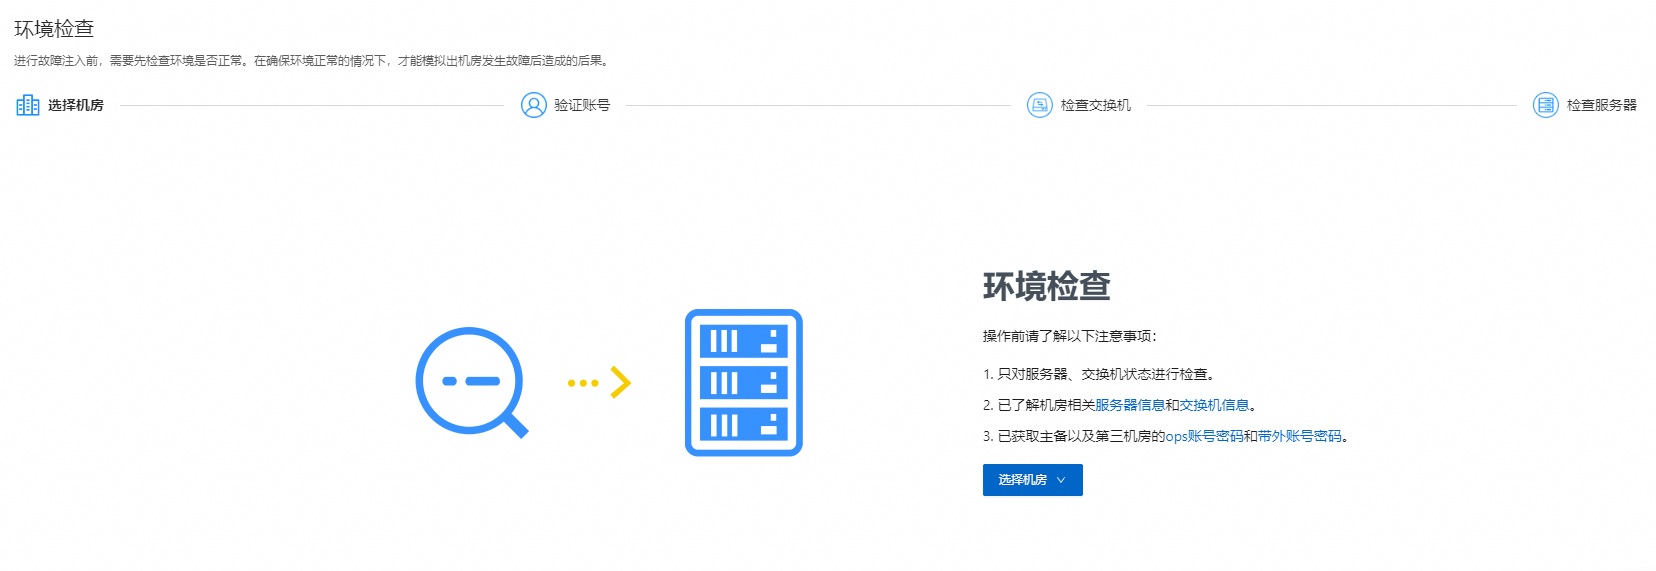 环境检查
进行故障注入前，需要先检查环境是否正常。在确保环境正常的情况下，才能模拟出机房发生故障后造成的后果。
选择机房
验证账号
检查交换机
检查服务器
环境检查
操作前请了解以下注意事项：
1. 只对服务器、交换机状态进行检查。
2. 已了解机房相关服务器信息和交换机信息。
3. 已获取主备以及第三机房的ops账号密码和带外账号密码。
选择机房